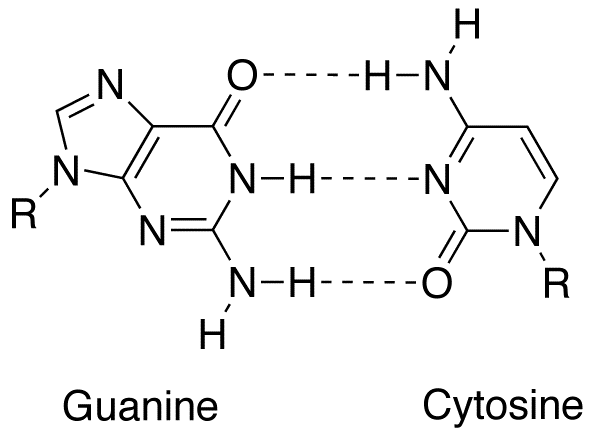 H
N O H N
N H N
N
R N N
N H O R
H
Guanine Cytosine